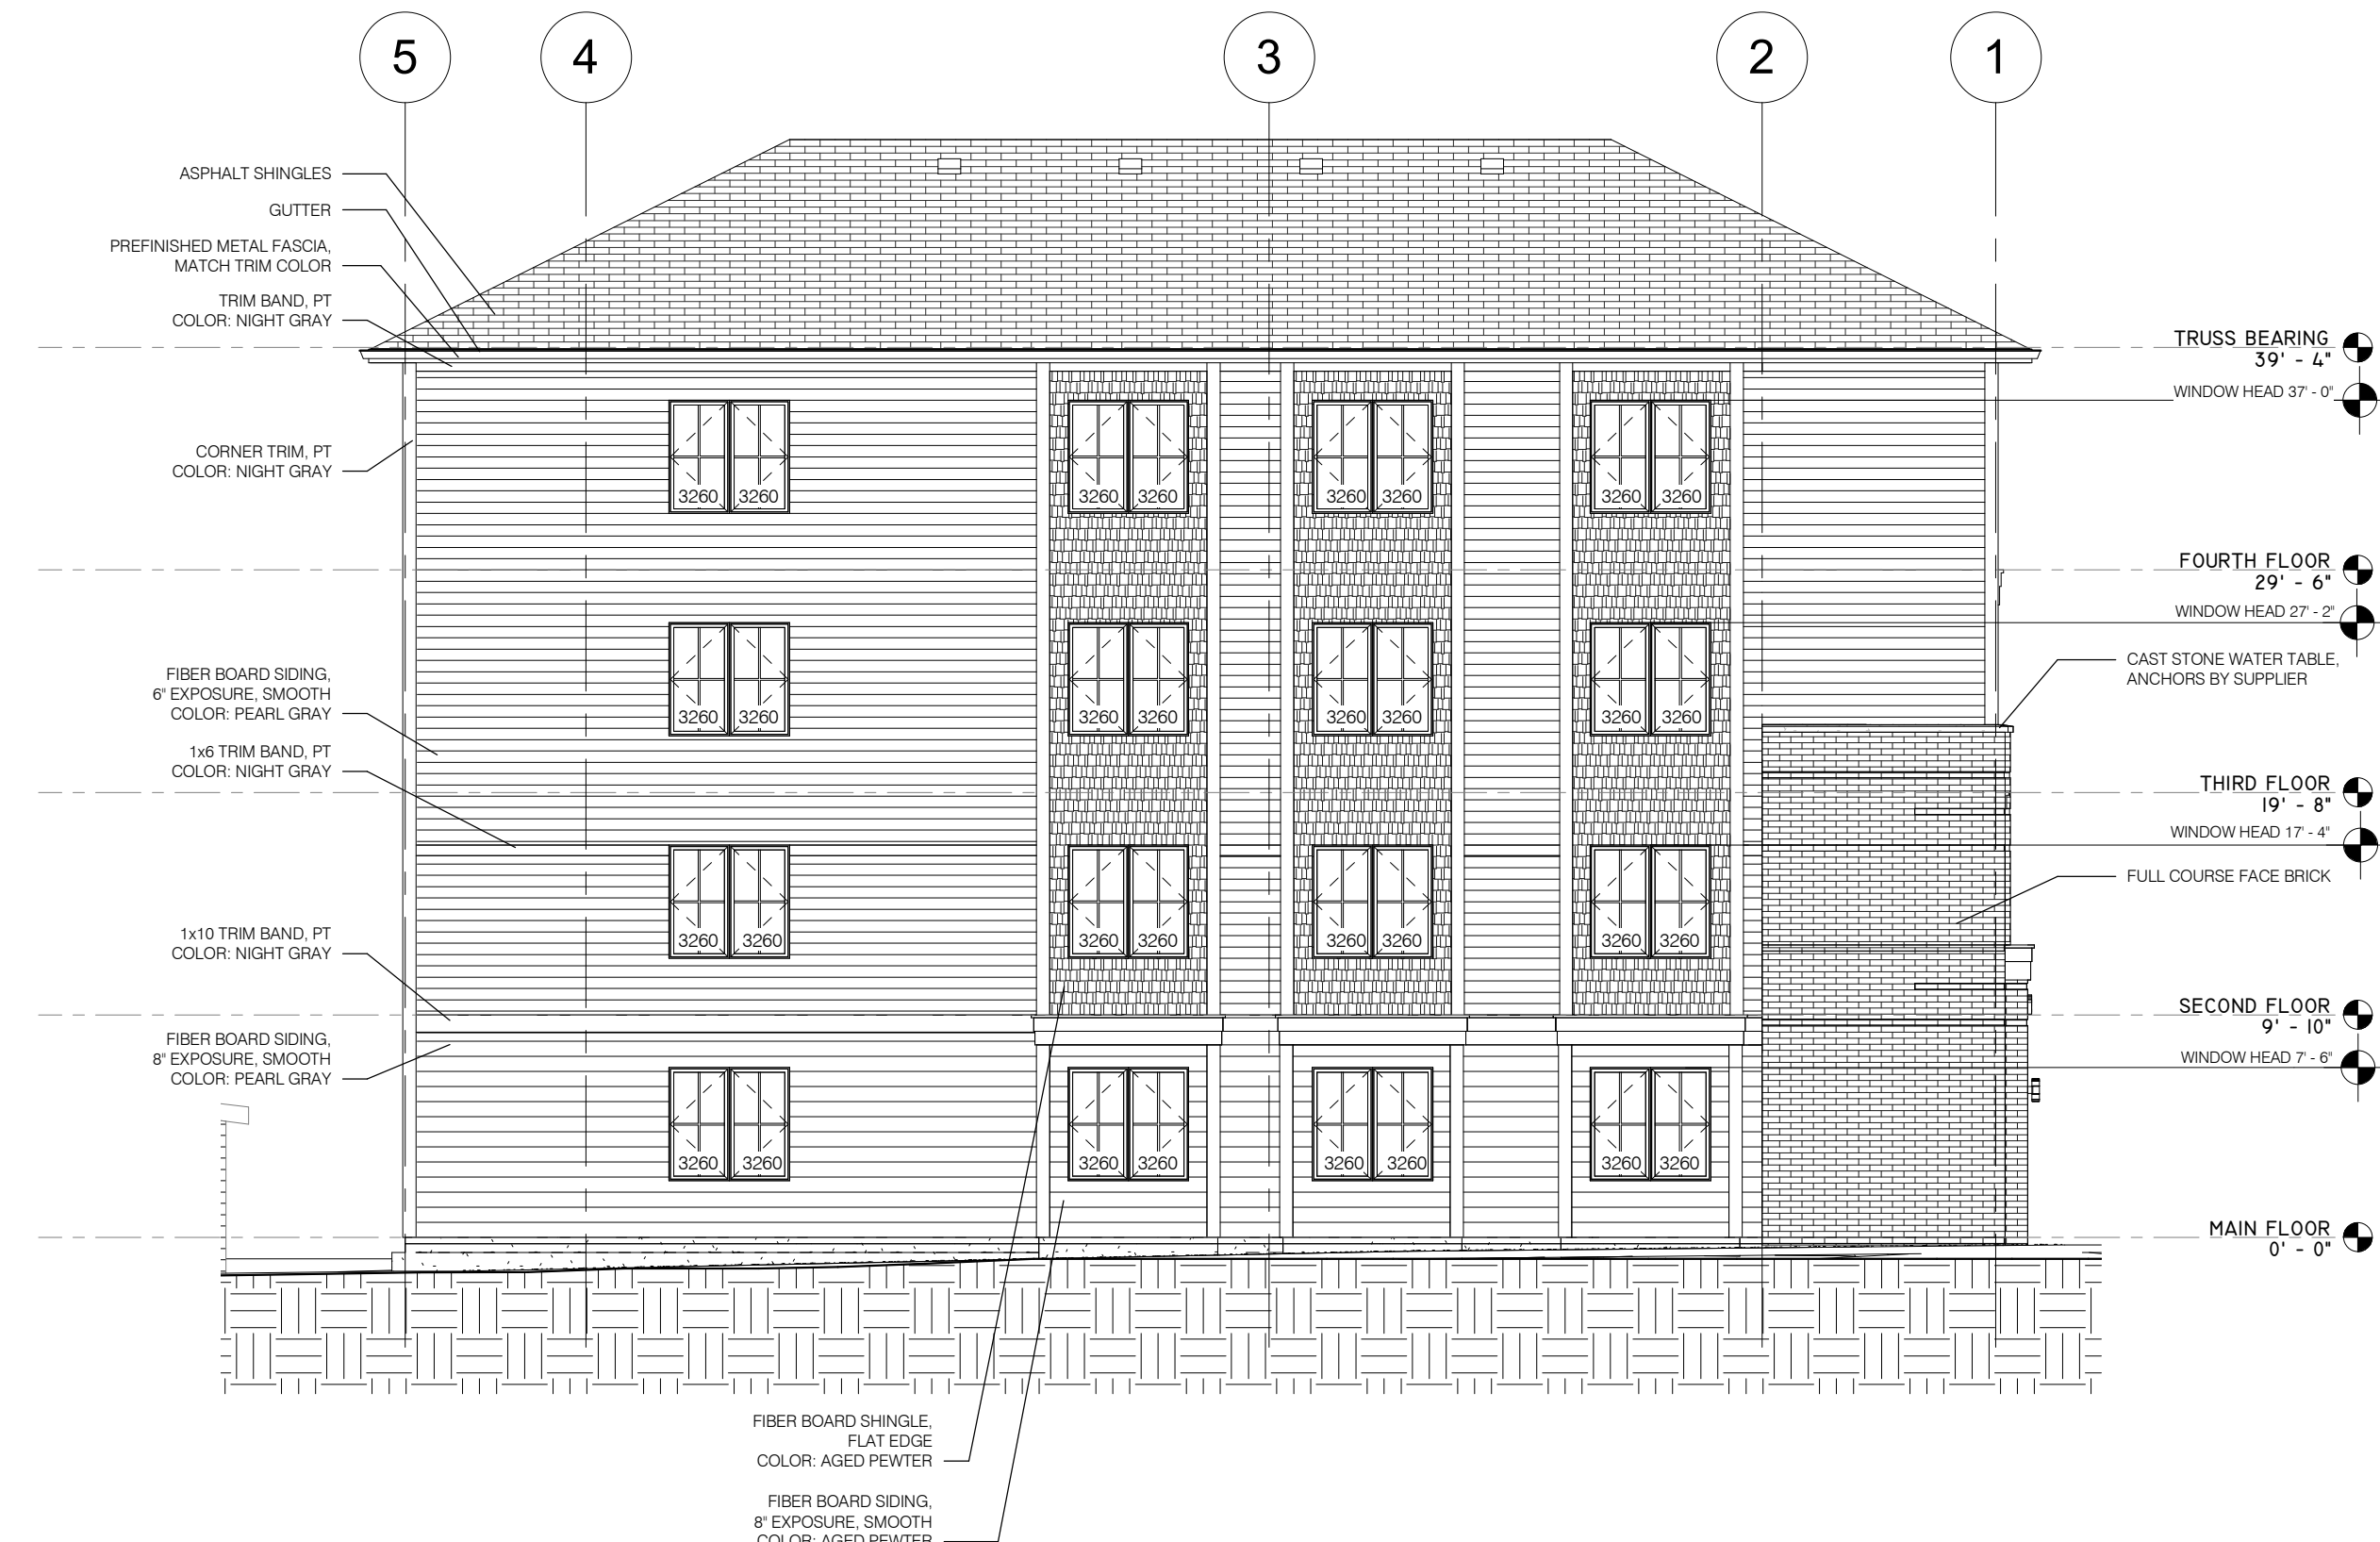 5
4
3
2
1
ASPHALT SHINGLES
GUTTER
PREFINISHED METAL FASCIA,
MATCH TRIM COLOR
TRIM BAND, PT
COLOR: NIGHT GRAY
CORNER TRIM, PT
COLOR: NIGHT GRAY
FIBER BOARD SIDING,
6" EXPOSURE, SMOOTH
COLOR: PEARL GRAY
1x6 TRIM BAND, PT
COLOR: NIGHT GRAY
1x10 TRIM BAND, PT
COLOR: NIGHT GRAY
FIBER BOARD SIDING,
8" EXPOSURE, SMOOTH
COLOR: PEARL GRAY
3260 3260 3260 3260 3260 3260 3260 3260
3260 3260 3260 3260 3260 3260 3260 3260
3260 3260 3260 3260 3260 3260 3260 3260
3260 3260 3260 3260 3260 3260 3260 3260
TRUSS BEARING
39' - 4"
WINDOW HEAD 37' - 0"
FOURTH FLOOR
29' - 6"
WINDOW HEAD 27' - 2"
CAST STONE WATER TABLE,
ANCHORS BY SUPPLIER
THIRD FLOOR
19' - 8"
WINDOW HEAD 17' - 4"
FULL COURSE FACE BRICK
SECOND FLOOR
9' - 10"
WINDOW HEAD 7' - 6"
MAIN FLOOR
0' - 0"
FIBER BOARD SHINGLE,
FLAT EDGE
COLOR: AGED PEWTER
FIBER BOARD SIDING,
8" EXPOSURE, SMOOTH
COLOR: AGED PEWTER